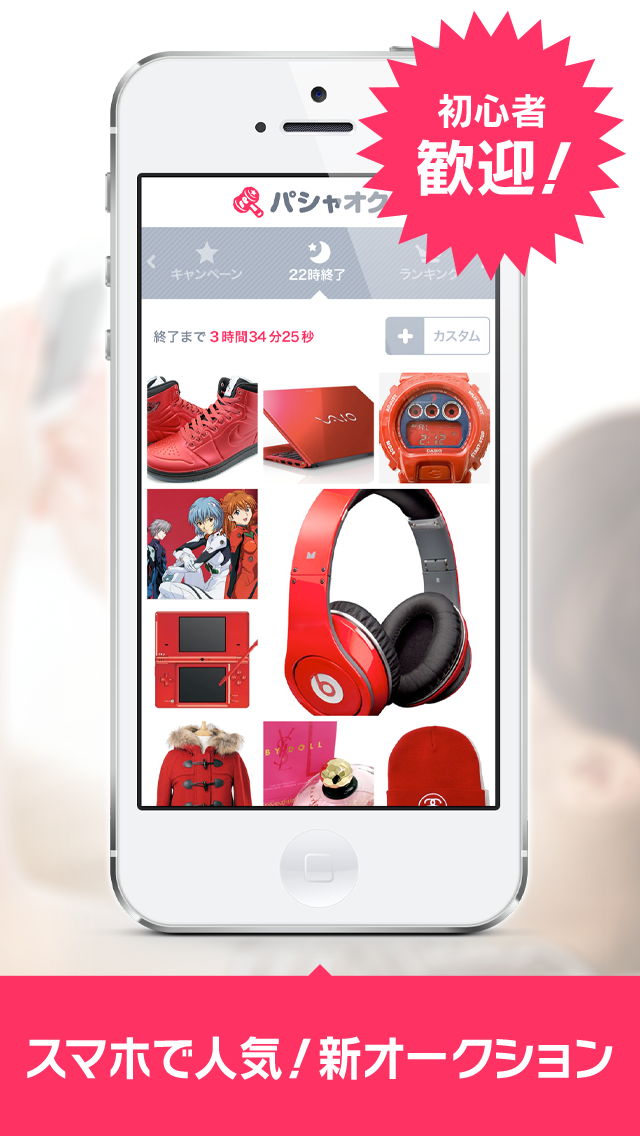 初心者
歓迎!
パシャオク
キャンペーン
22時終了
ランキング
終了まで 3時間34分25秒
カスタム
VAIO
CASIO
2:12
BY DOLL
スマホで人気!新オークション